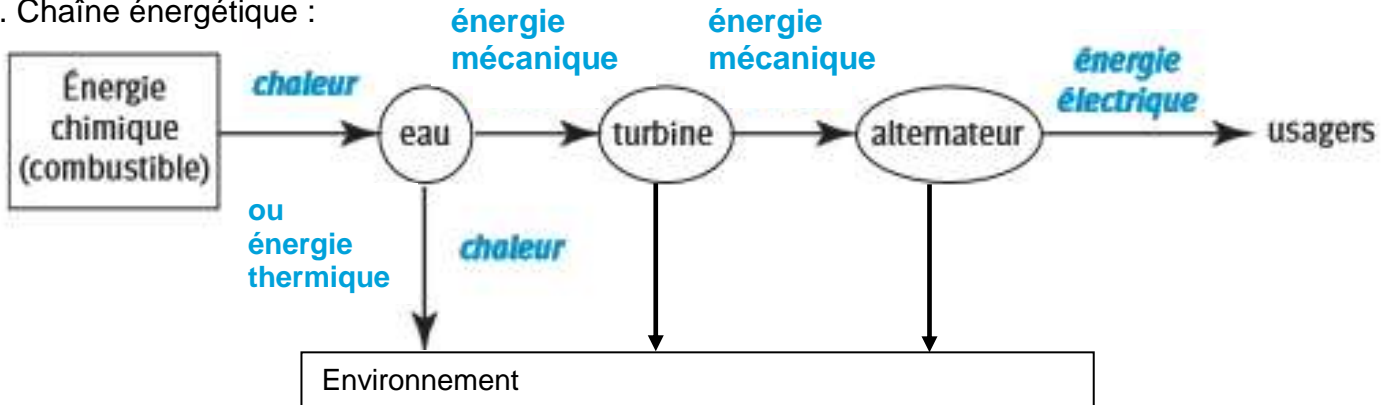 . Chaîne énergétique :
énergie
mécanique
énergie
mécanique
énergie
électrique
chaleur
Énergie
chimique
(combustible)
eau
turbine
alternateur
usagers
ou
énergie
thermique
chaleur
Environnement